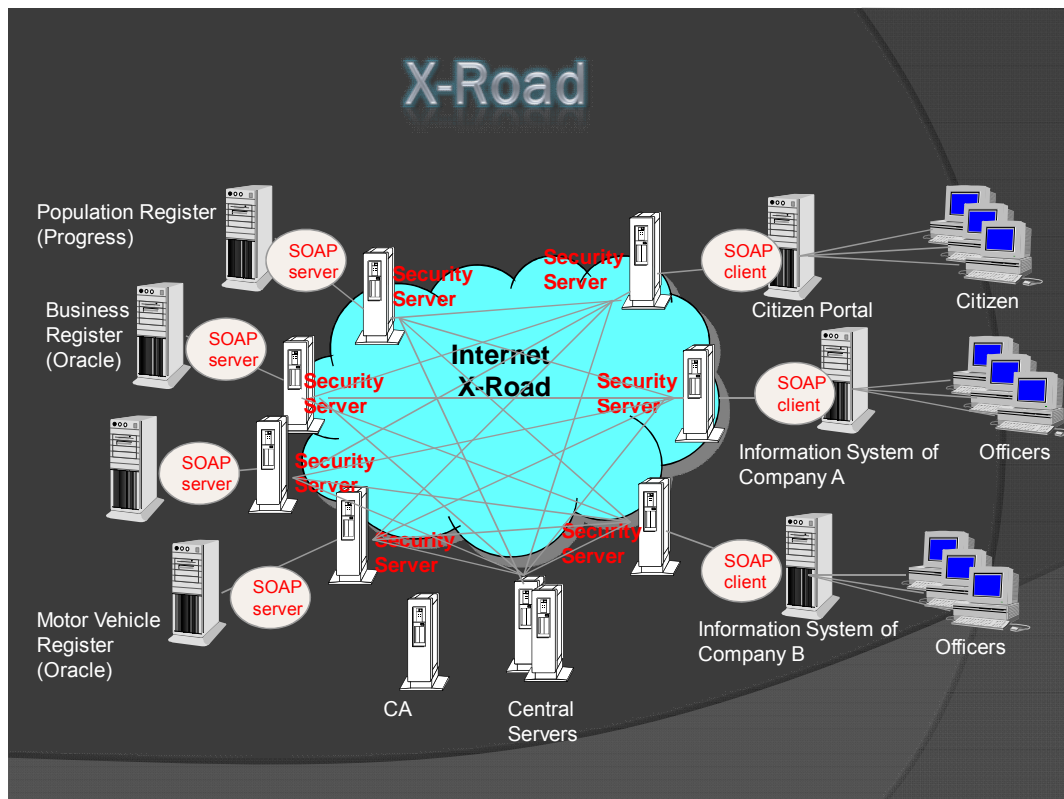 X-Road
Population Register
(Progress)
SOAP
server
Security
Server
Security
Server
SOAP
client
Citizen Portal
Citizen
Business
Register
(Oracle)
SOAP
server
Security
Server
Internet
X-Road
Security
Server
SOAP
client
Information System of
Company A
Officers
SOAP
server
Security
Server
Motor Vehicle
Register
(Oracle)
SOAP
server
Security
Server
Security
Server
SOAP
client
Information System of
Company B
Officers
CA
Central
Servers